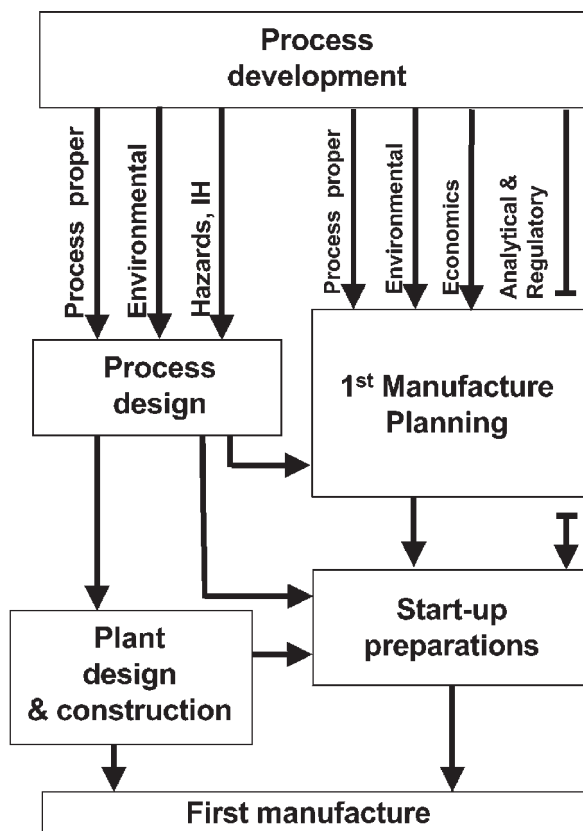 Process
development
Process proper
Environmental
Hazards, IH
Process proper
Environmental
Economics
Analytical &
Regulatory
Process
design
1st Manufacture
Planning
Start-up
preparations
Plant
design
& construction
First manufacture